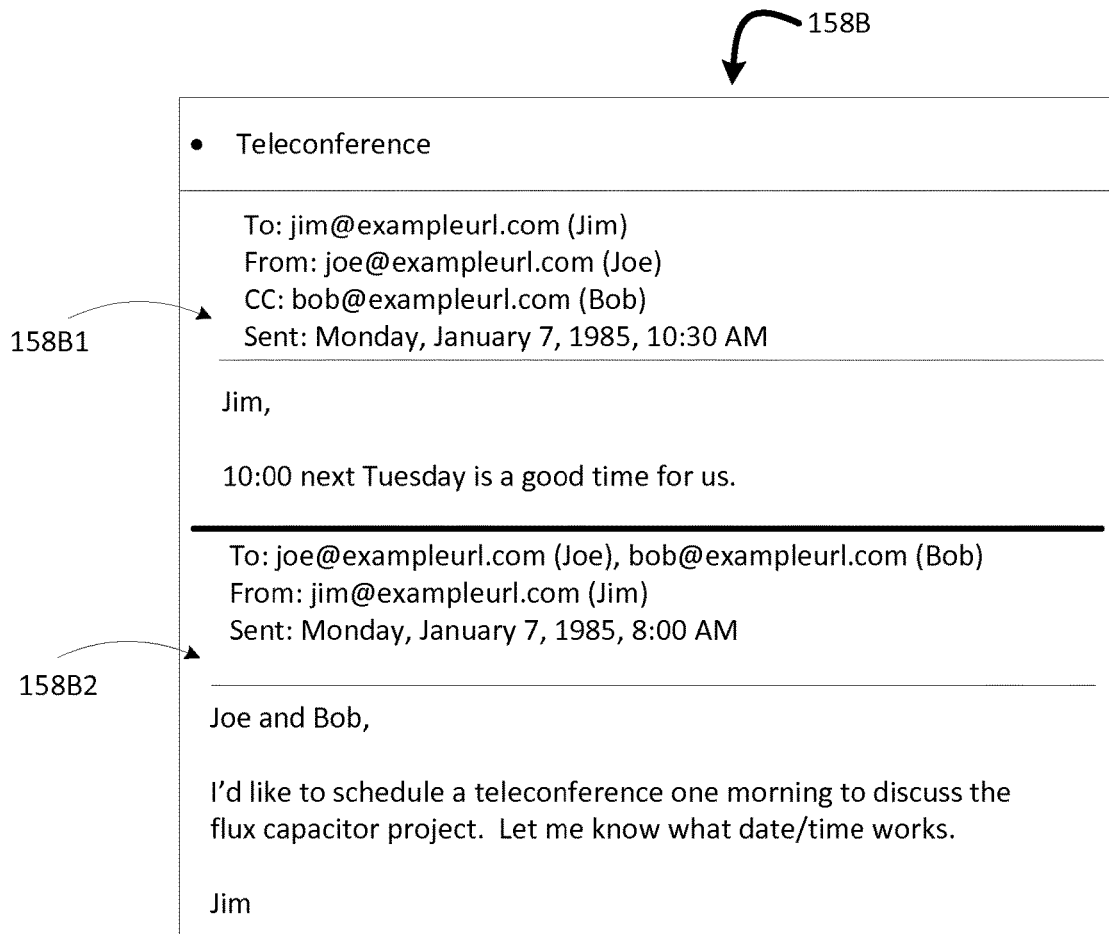 158B
• Teleconference
To: jim@exampleurl.com (Jim)
From: joe@exampleurl.com (Joe)
CC: bob@exampleurl.com (Bob)
Sent: Monday, January 7, 1985, 10:30 AM
158B1
Jim,
10:00 next Tuesday is a good time for us.
To: joe@exampleurl.com (Joe), bob@exampleurl.com (Bob)
From: jim@exampleurl.com (Jim)
Sent: Monday, January 7, 1985, 8:00 AM
158B2
Joe and Bob,
I’d like to schedule a teleconference one morning to discuss the
flux capacitor project.  Let me know what date/time works.
Jim